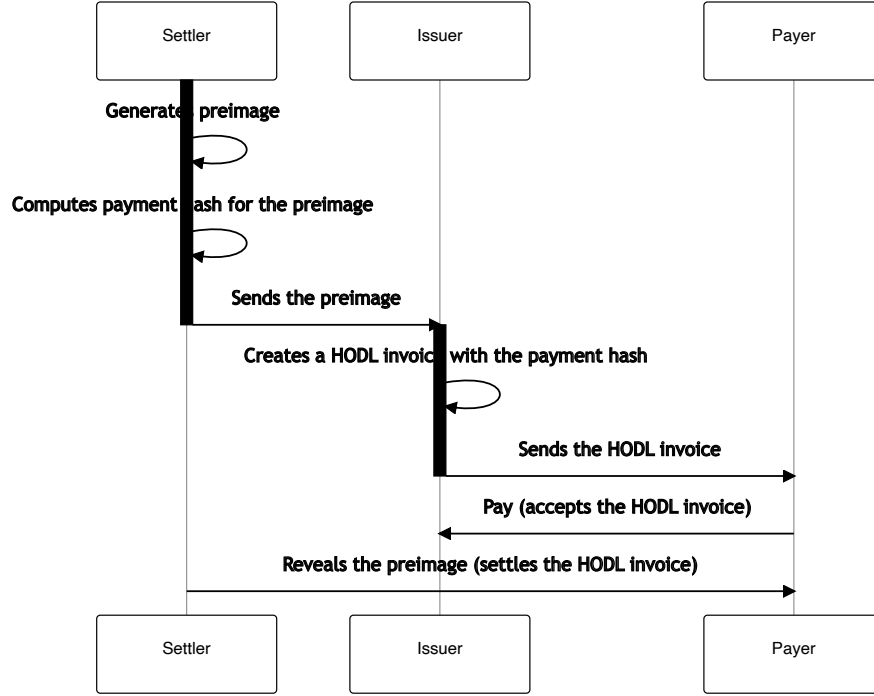 Settler Issuer Payer
Generates preimage
Computes payment hash for the preimage
Sends the preimage
Creates a HODL invoice with the payment hash
Sends the HODL invoice
Pay (accepts the HODL invoice)
Reveals the preimage (settles the HODL invoice)
Settler Issuer Payer